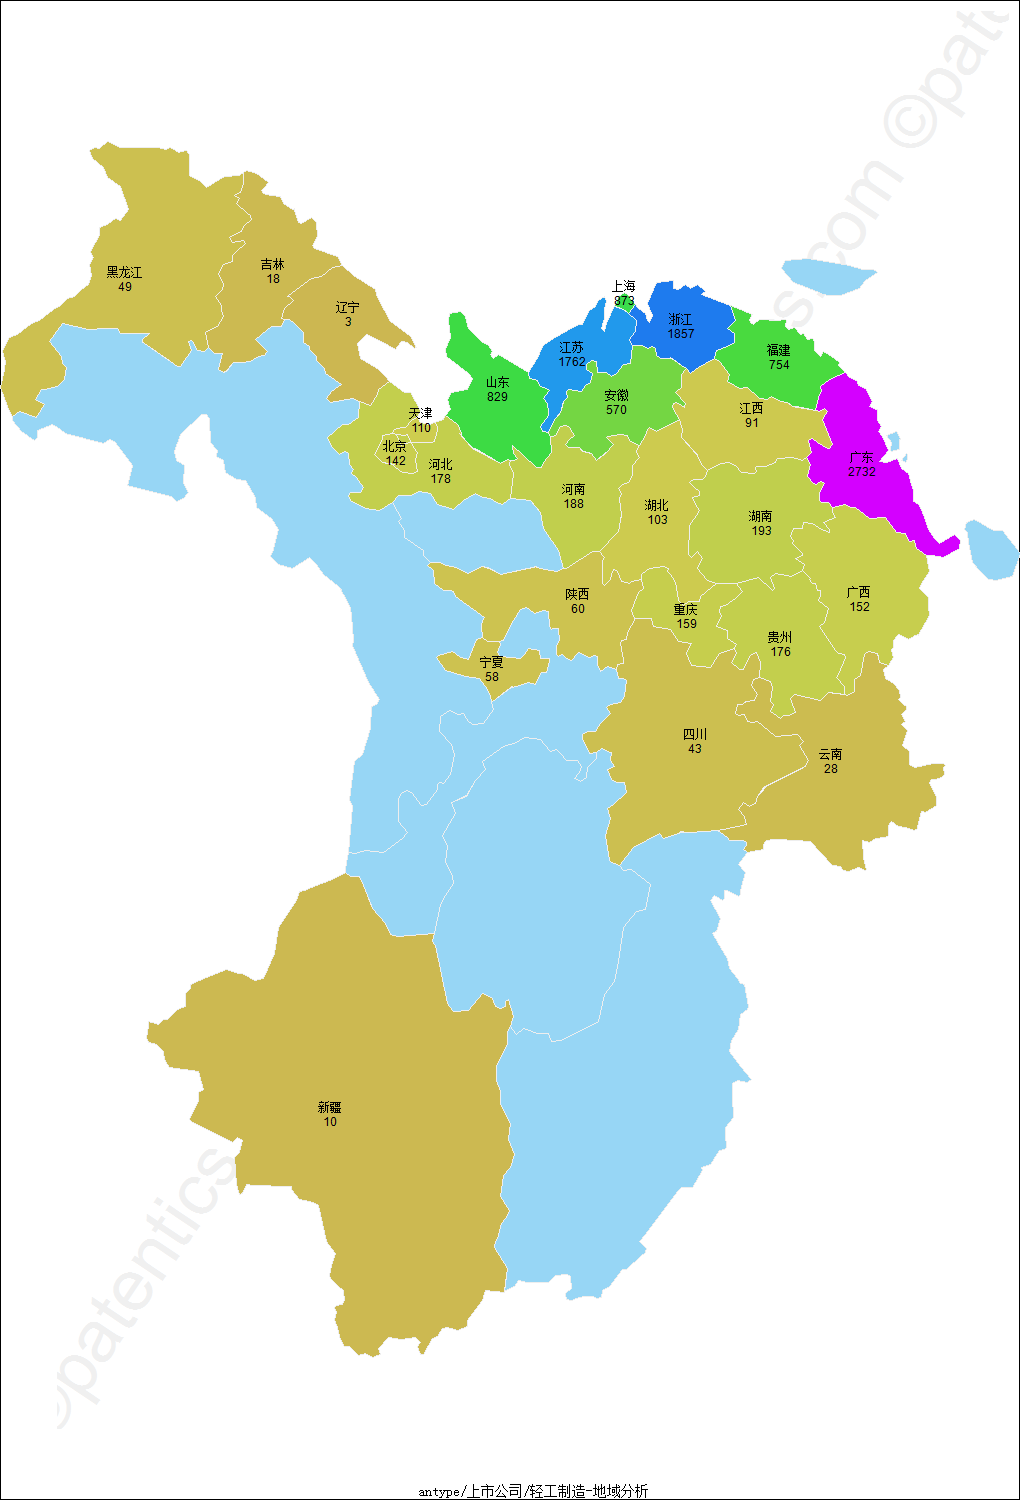 ©patentics.com ©pate
黑龙江
49
吉林
18
辽宁
3
上海
873
浙江
1857
江苏
1762
福建
754
山东
829
安徽
570
江西
91
天津
110
北京
142
河北
178
广东
2732
河南
188
湖北
103
湖南
193
陕西
60
重庆
159
广西
152
贵州
176
宁夏
58
四川
43
云南
28
新疆
10
antype/上市公司/轻工制造-地域分析